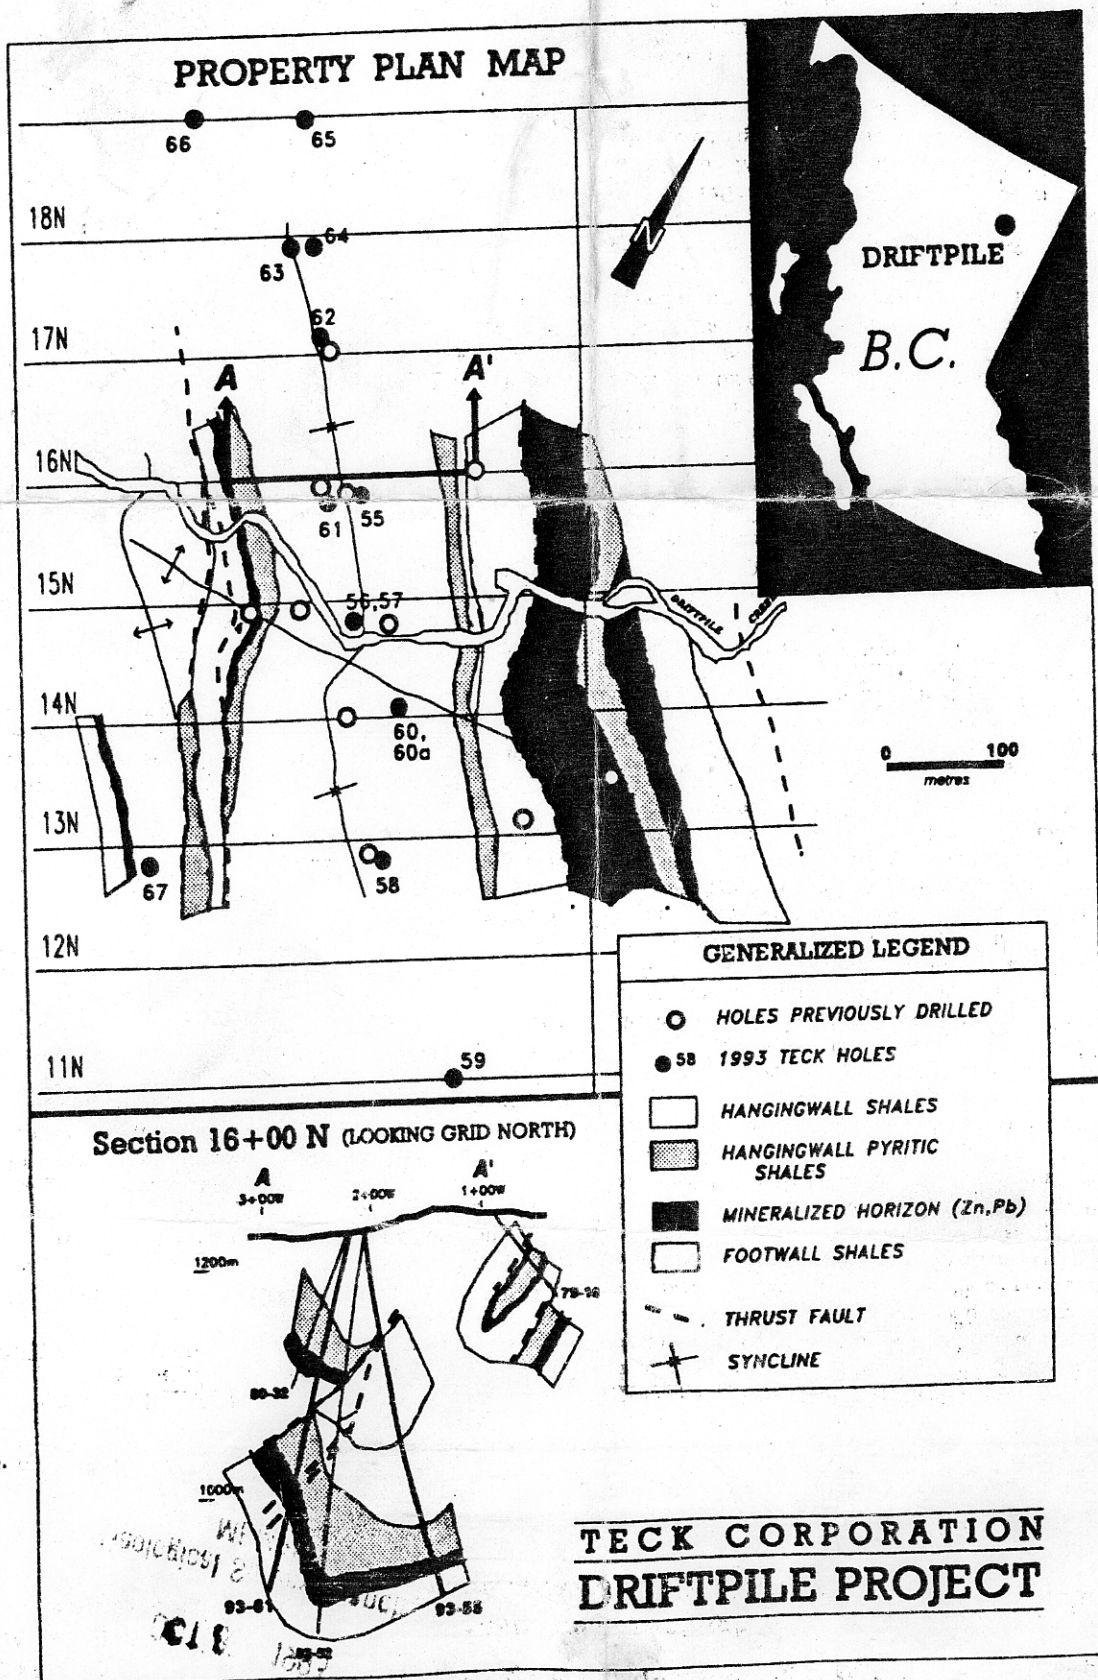 PROPERTY PLAN MAP
66
65
18N
64
63
N
DRIFTPILE
B.C.
62
17N
A
A'
16N
61
55
15N
56,57
DRIFTPILE
14N
60,
60a
0
100
metres
13N
67
58
12N
11N
59
GENERALIZED LEGEND
HOLES PREVIOUSLY DRILLED
58 1993 TECK HOLES
HANGINGWALL SHALES
HANGINGWALL PYRITIC
SHALES
MINERALIZED HORIZON (Zn,Pb)
FOOTWALL SHALES
THRUST FAULT
SYNCLINE
Section 16+00 N (LOOKING GRID NORTH)
A
A'
3+00W
2+00W
1+00W
1200m
80-32
1000m
93-61
93-55
TECK CORPORATION
DRIFTPILE PROJECT